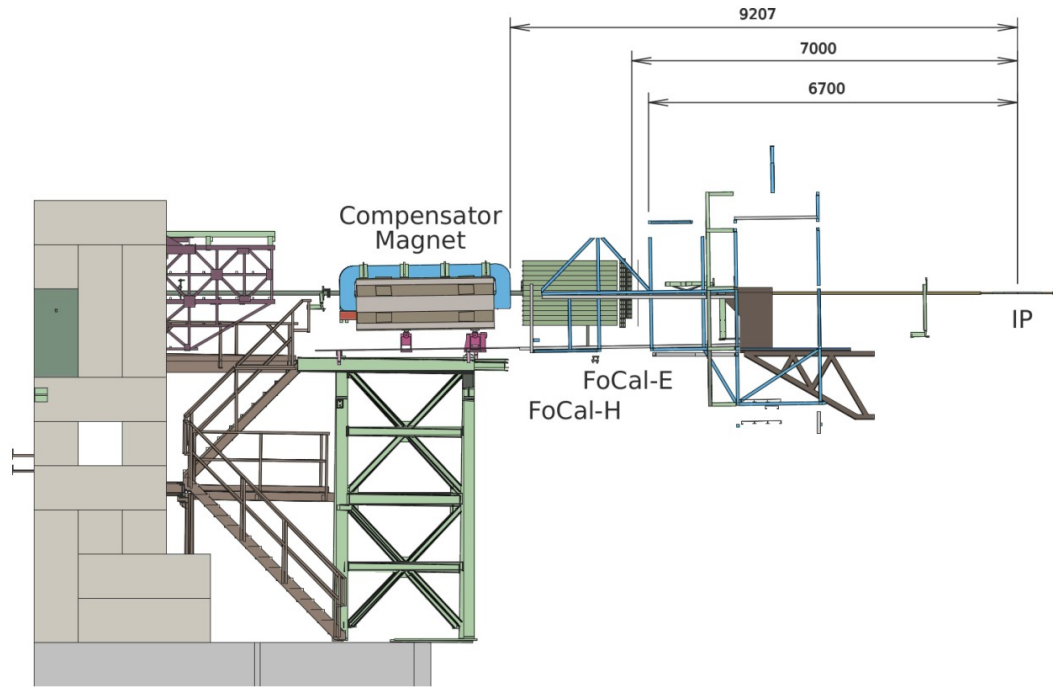 9207
7000
6700
Compensator
Magnet
IP
FoCal-E
FoCal-H